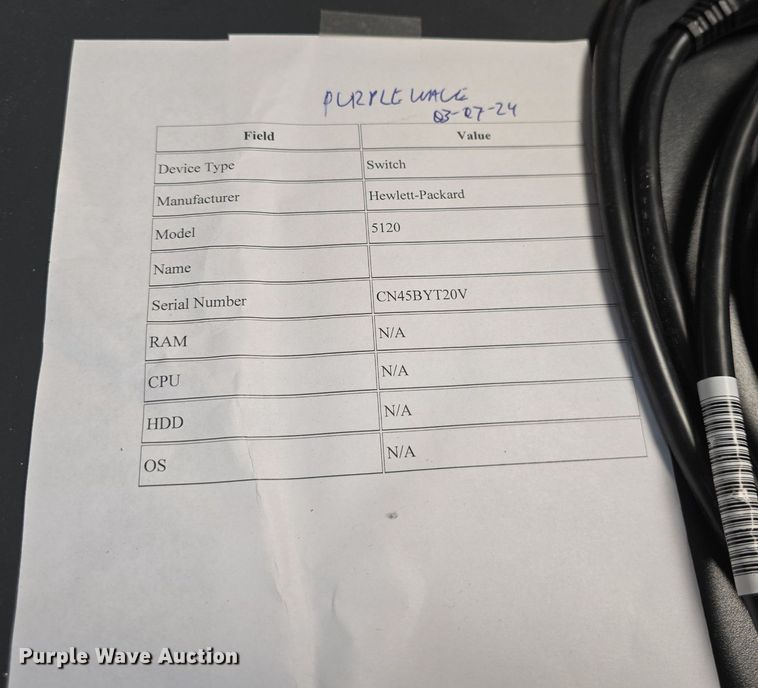 PURPLE WAVE
03-07-24
Field Value
Device Type Switch
Manufacturer Hewlett-Packard
Model 5120
Name
Serial Number CN45BYT20V
RAM N/A
CPU N/A
HDD N/A
OS N/A
Purple Wave Auction